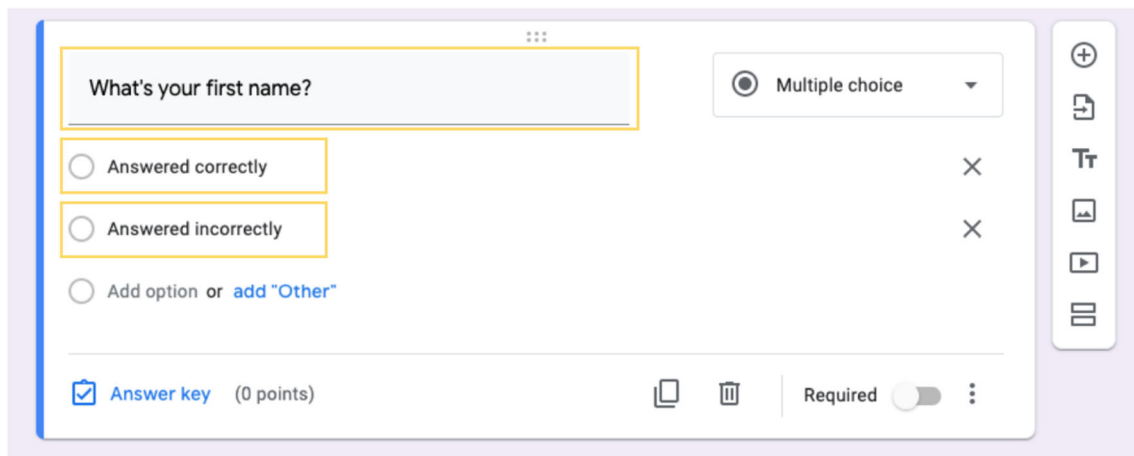 What's your first name?
Multiple choice
Answered correctly
Answered incorrectly
Add option or add "Other"
Answer key (0 points)
Required
Tт